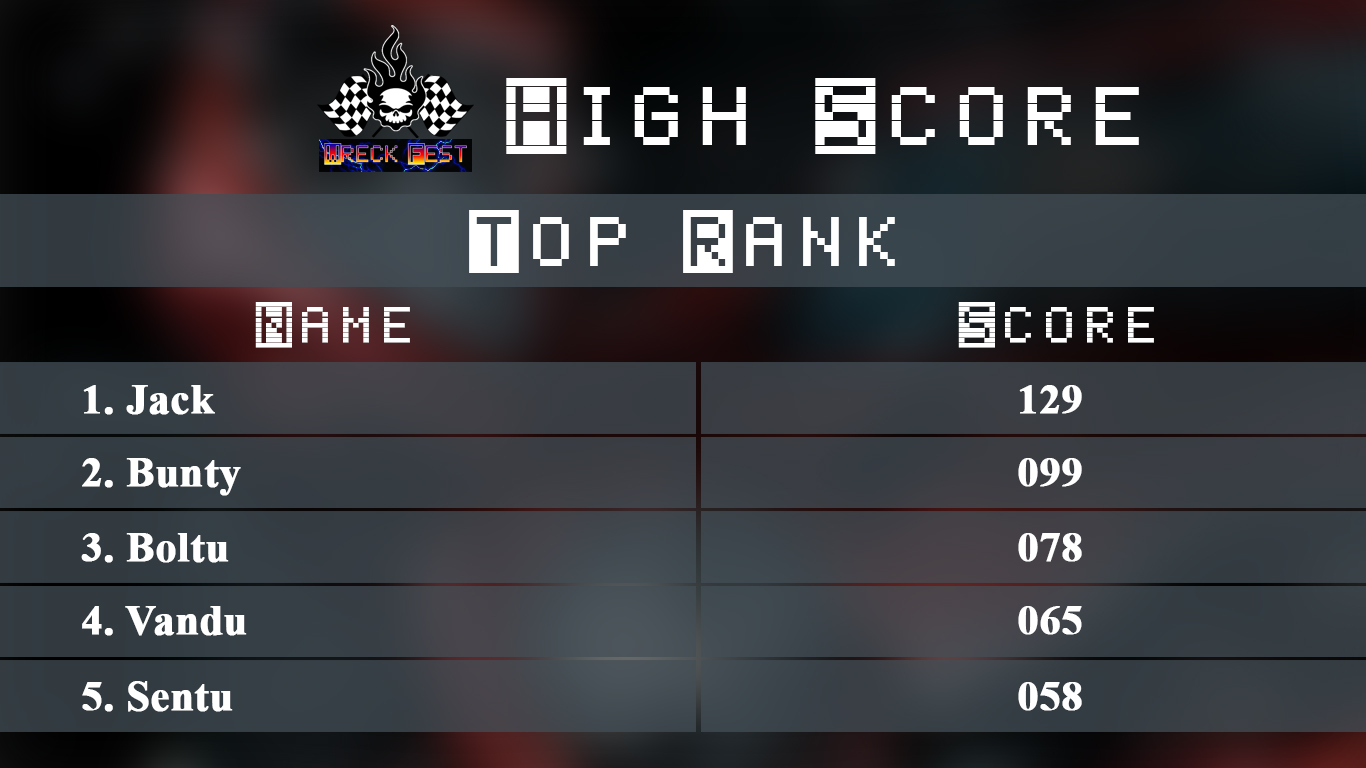 Wreck Fest
High Score
Top Rank
Name Score
1. Jack 129
2. Bunty 099
3. Boltu 078
4. Vandu 065
5. Sentu 058